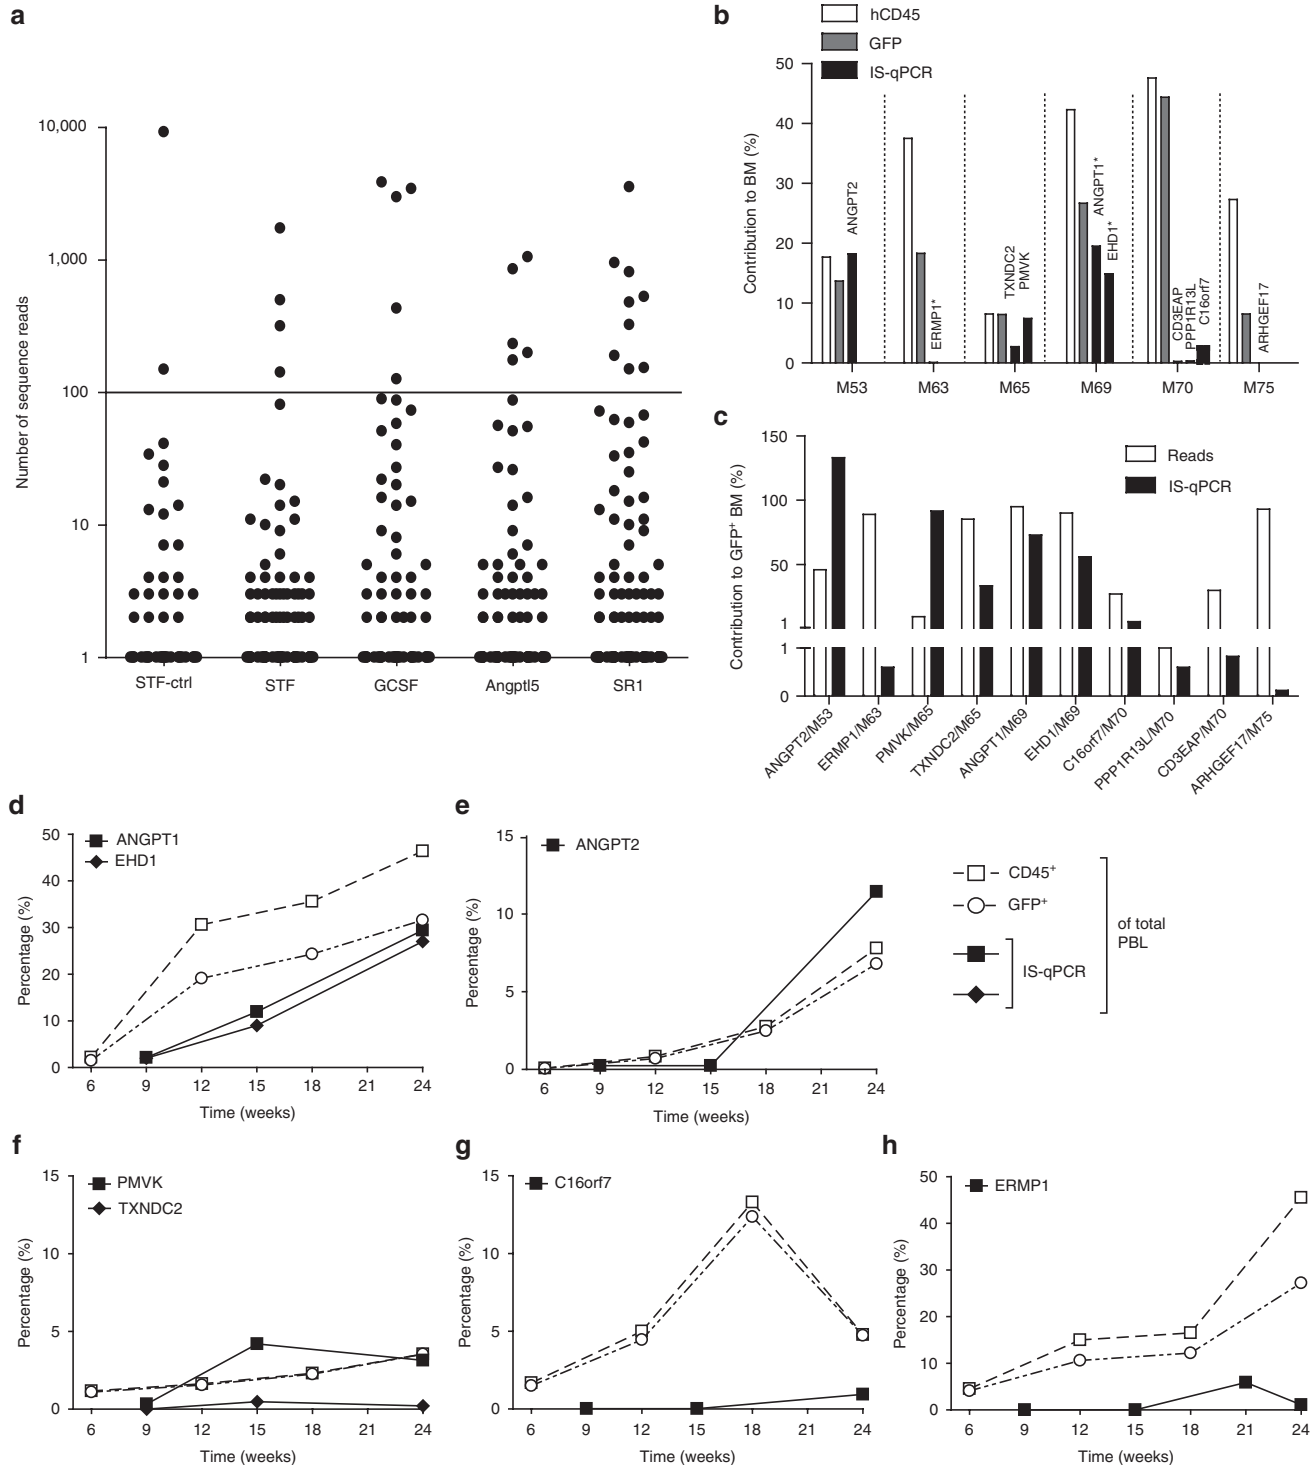 a
Number of sequence reads
10,000
1,000
100
10
1
STF-ctrl
STF
GCSF
Angptl5
SR1
b
hCD45
GFP
IS-qPCR
Contribution to BM (%)
50
40
30
20
10
0
ANGPT2
ERMP1*
TXNDC2
PMVK
ANGPT1*
EHD1*
CD3EAP
PPP1R13L
C16orf7
ARHGEF17
M53
M63
M65
M69
M70
M75
c
Contribution to GFP+ BM (%)
150
100
50
1
1
0
Reads
IS-qPCR
ANGPT2/M53
ERMP1/M63
PMVK/M65
TXNDC2/M65
ANGPT1/M69
EHD1/M69
C16orf7/M70
PPP1R13L/M70
CD3EAP/M70
ARHGEF17/M75
d
Percentage (%)
50
40
30
20
10
0
ANGPT1
EHD1
6 9 12 15 18 21 24
Time (weeks)
e
Percentage (%)
15
10
5
0
ANGPT2
6 9 12 15 18 21 24
Time (weeks)
CD45+
GFP+
IS-qPCR
of total
PBL
f
Percentage (%)
15
10
5
0
PMVK
TXNDC2
6 9 12 15 18 21 24
Time (weeks)
g
Percentage (%)
15
10
5
0
C16orf7
6 9 12 15 18 21 24
Time (weeks)
h
Percentage (%)
50
40
30
20
10
0
ERMP1
6 9 12 15 18 21 24
Time (weeks)